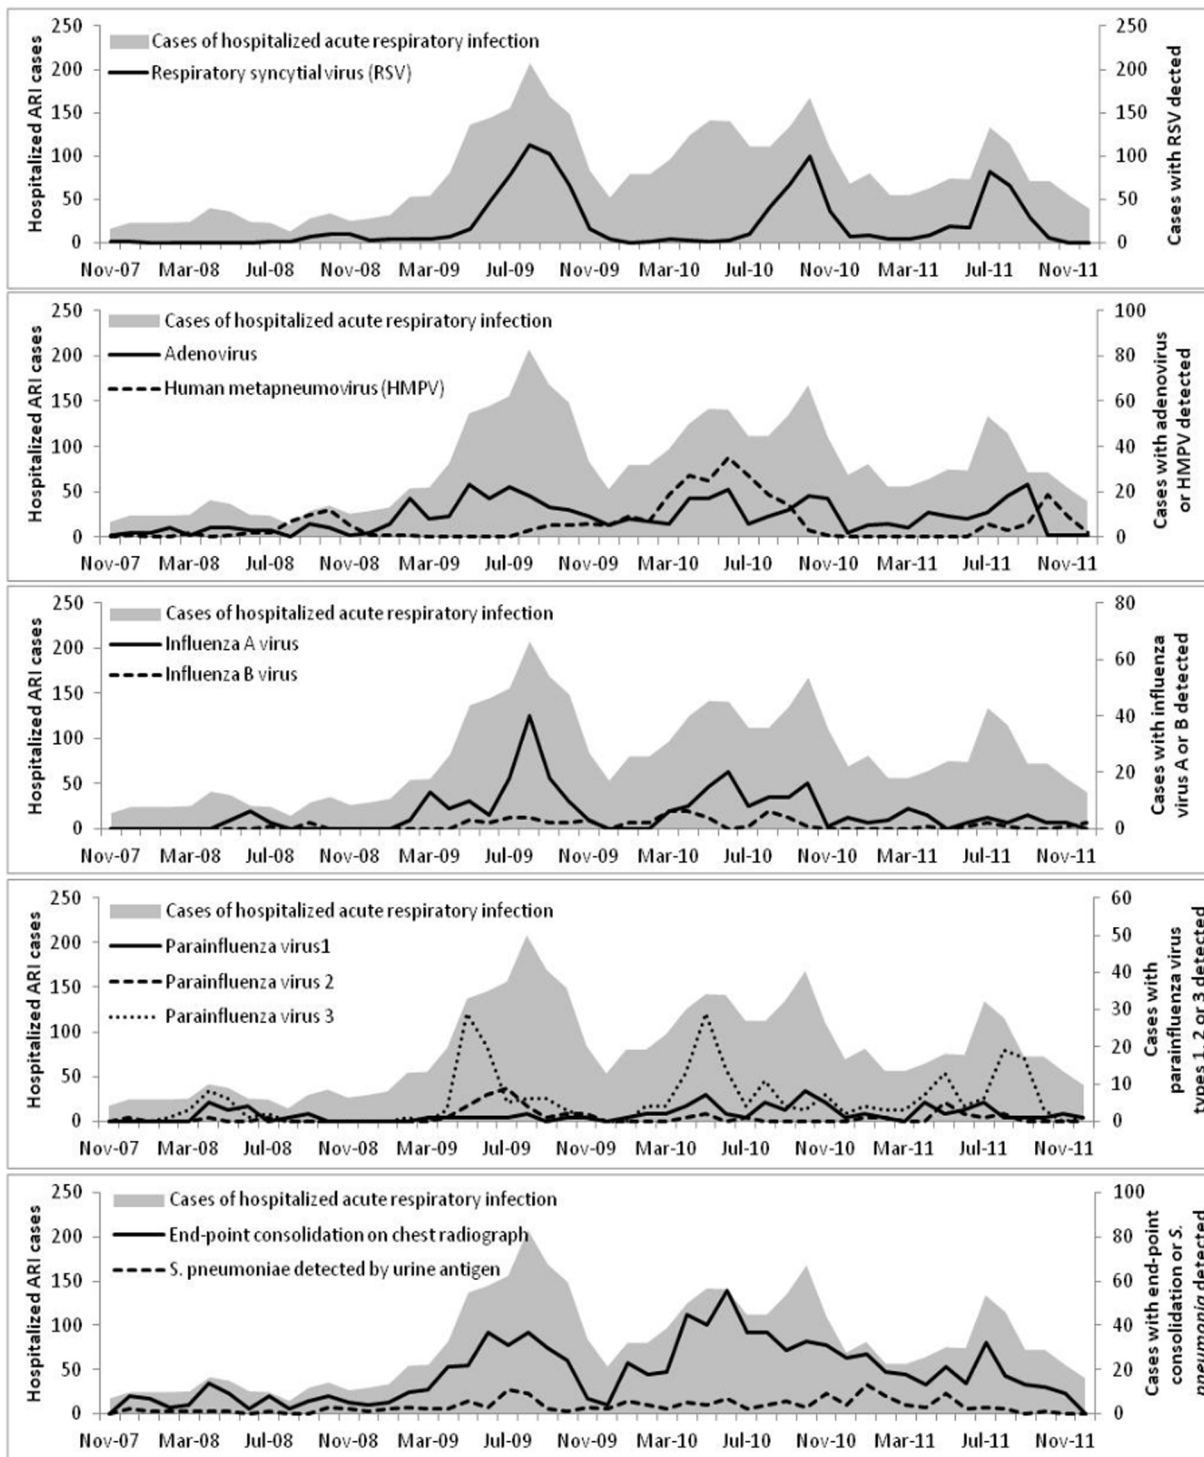 250
200
150
100
50
0
Hospitalized ARI cases
Cases of hospitalized acute respiratory infection
Respiratory syncytial virus (RSV)
250
200
150
100
50
0
Cases with RSV dected
Nov-07 Mar-08 Jul-08 Nov-08 Mar-09 Jul-09 Nov-09 Mar-10 Jul-10 Nov-10 Mar-11 Jul-11 Nov-11
250
200
150
100
50
0
Hospitalized ARI cases
Cases of hospitalized acute respiratory infection
Adenovirus
Human metapneumovirus (HMPV)
100
80
60
40
20
0
Cases with adenovirus
or HMPV detected
Nov-07 Mar-08 Jul-08 Nov-08 Mar-09 Jul-09 Nov-09 Mar-10 Jul-10 Nov-10 Mar-11 Jul-11 Nov-11
250
200
150
100
50
0
Hospitalized ARI cases
Cases of hospitalized acute respiratory infection
Influenza A virus
Influenza B virus
80
60
40
20
0
Cases with influenza
virus A or B detected
Nov-07 Mar-08 Jul-08 Nov-08 Mar-09 Jul-09 Nov-09 Mar-10 Jul-10 Nov-10 Mar-11 Jul-11 Nov-11
250
200
150
100
50
0
Hospitalized ARI cases
Cases of hospitalized acute respiratory infection
Parainfluenza virus1
Parainfluenza virus 2
Parainfluenza virus 3
60
50
40
30
20
10
0
Cases with
parainfluenza virus
types 1, 2 or 3 detected
Nov-07 Mar-08 Jul-08 Nov-08 Mar-09 Jul-09 Nov-09 Mar-10 Jul-10 Nov-10 Mar-11 Jul-11 Nov-11
250
200
150
100
50
0
Hospitalized ARI cases
Cases of hospitalized acute respiratory infection
End-point consolidation on chest radiograph
S. pneumoniae detected by urine antigen
100
80
60
40
20
0
Cases with end-point
consolidation or S.
pneumonia detected
Nov-07 Mar-08 Jul-08 Nov-08 Mar-09 Jul-09 Nov-09 Mar-10 Jul-10 Nov-10 Mar-11 Jul-11 Nov-11